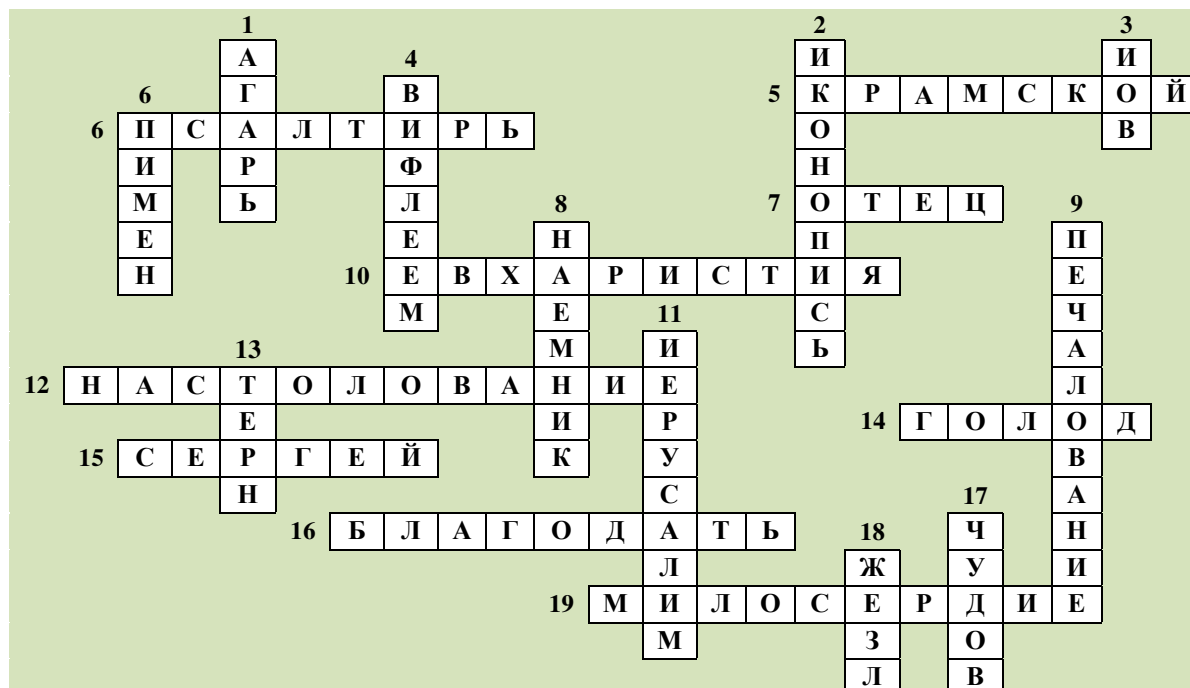 1 2 3
А 4 И И
6 Г В 5 К Р А М С К О Й
6 П С А Л Т И Р Ь О В
И Р Ф Н
М Ь Л 8 7 О Т Е Ц 9
Е Е Н П П
Н 10 Е В Х А Р И С Т И Я Е
М Е 11 С Ч
13 М И Ь А
12 Н А С Т О Л О В А Н И Е Л
Е И Р 14 Г О Л О Д
15 С Е Р Г Е Й К У В
Н С 17 А
16 Б Л А Г О Д А Т Ь 18 Ч Н
Л Ж У И
19 М И Л О С Е Р Д И Е
М З О
Л В